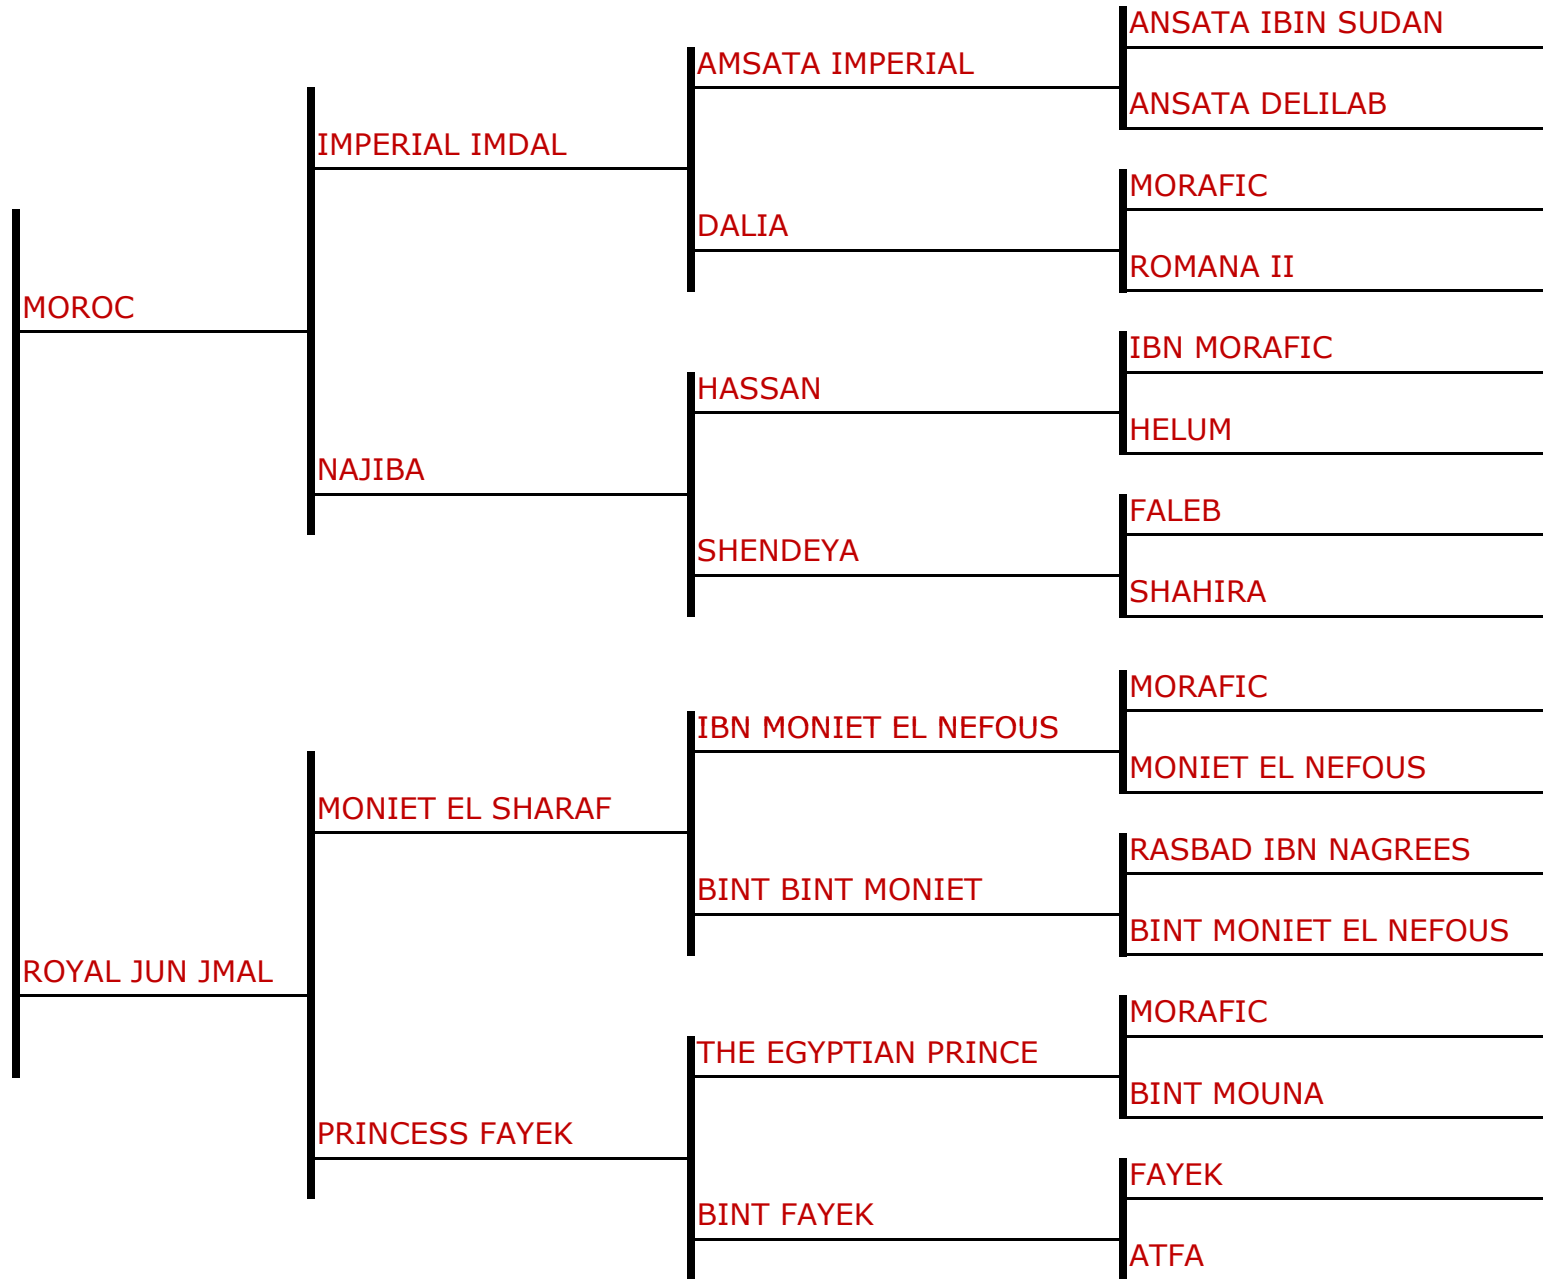 ANSATA IBIN SUDAN
AMSATA IMPERIAL
ANSATA DELILAB
IMPERIAL IMDAL
MORAFIC
DALIA
ROMANA II
MOROC
IBN MORAFIC
HASSAN
HELUM
NAJIBA
FALEB
SHENDEYA
SHAHIRA
MORAFIC
IBN MONIET EL NEFOUS
MONIET EL NEFOUS
MONIET EL SHARAF
RASBAD IBN NAGREES
BINT BINT MONIET
BINT MONIET EL NEFOUS
ROYAL JUN JMAL
MORAFIC
THE EGYPTIAN PRINCE
BINT MOUNA
PRINCESS FAYEK
FAYEK
BINT FAYEK
ATFA